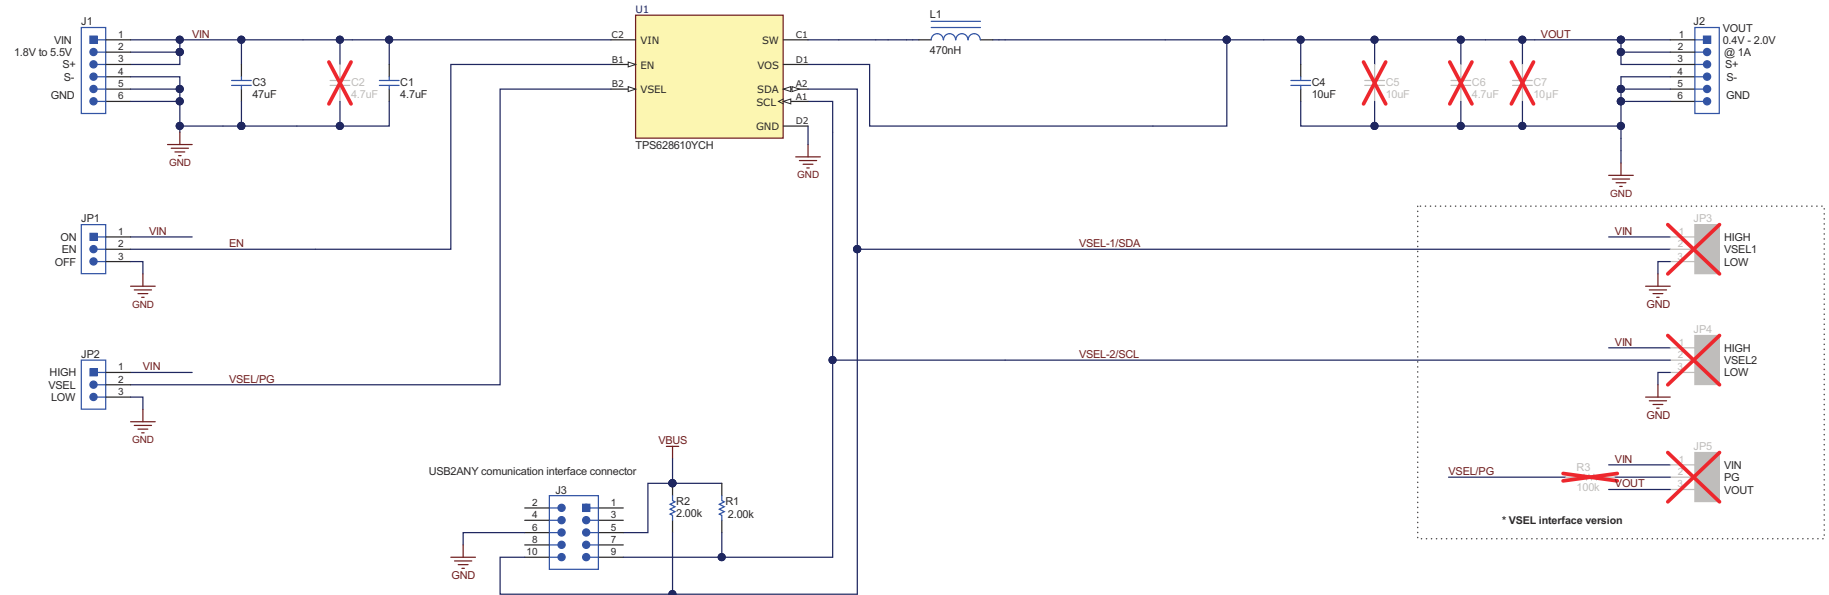 J1
VIN
1.8V to 5.5V
S+
S-
GND
1
2
3
4
5
6
VIN
GND
C3
47uF
C2
4.7uF
C1
4.7uF
U1
C2
B1
B2
VIN
EN
VSEL
SW
VOS
SDA
SCL
GND
C1
D1
A2
A1
D2
TPS628610YCH
GND
L1
470nH
C4
10uF
C5
10uF
C6
4.7uF
C7
10µF
VOUT
J2
1
2
3
4
5
6
VOUT
0.4V - 2.0V
@ 1A
S+
S-
GND
GND
JP1
ON
EN
OFF
1
2
3
VIN
EN
GND
JP2
HIGH
VSEL
LOW
1
2
3
VIN
VSEL/PG
GND
VSEL-1/SDA
VSEL-2/SCL
JP3
VIN
1
2
HIGH
VSEL1
LOW
GND
JP4
VIN
HIGH
VSEL2
LOW
GND
JP5
VIN
VSEL/PG
R3
100k
VOUT
VIN
PG
VOUT
* VSEL interface version
VBUS
USB2ANY comunication interface connector
J3
2
4
6
8
10
1
3
5
7
9
GND
R2
2.00k
R1
2.00k